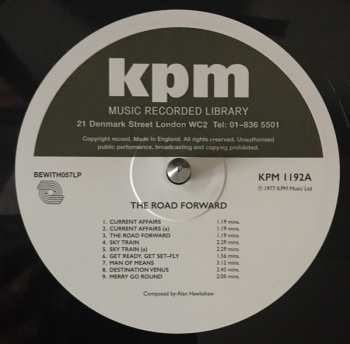 kpm
MUSIC RECORDED LIBRARY
21 Denmark Street London WC2 Tel: 01-836 5501
Copyright record. Made in England. All rights reserved. Unauthorised
public performance, broadcasting and copying prohibited.
BEWITH057LP
KPM 1192A
℗ 1977 KPM Music Ltd
THE ROAD FORWARD
1. CURRENT AFFAIRS 1.19 mins.
2. CURRENT AFFAIRS (a) 1.19 mins.
3. THE ROAD FORWARD 1.19 mins.
4. SKY TRAIN 2.29 mins.
5. SKY TRAIN (a) 2.29 mins.
6. GET READY, GET SET-FLY 1.56 mins.
7. MAN OF MEANS 3.12 mins.
8. DESTINATION VENUS 2.45 mins.
9. MERRY GO ROUND 2.00 mins.
Composed by Alan Hawkshaw